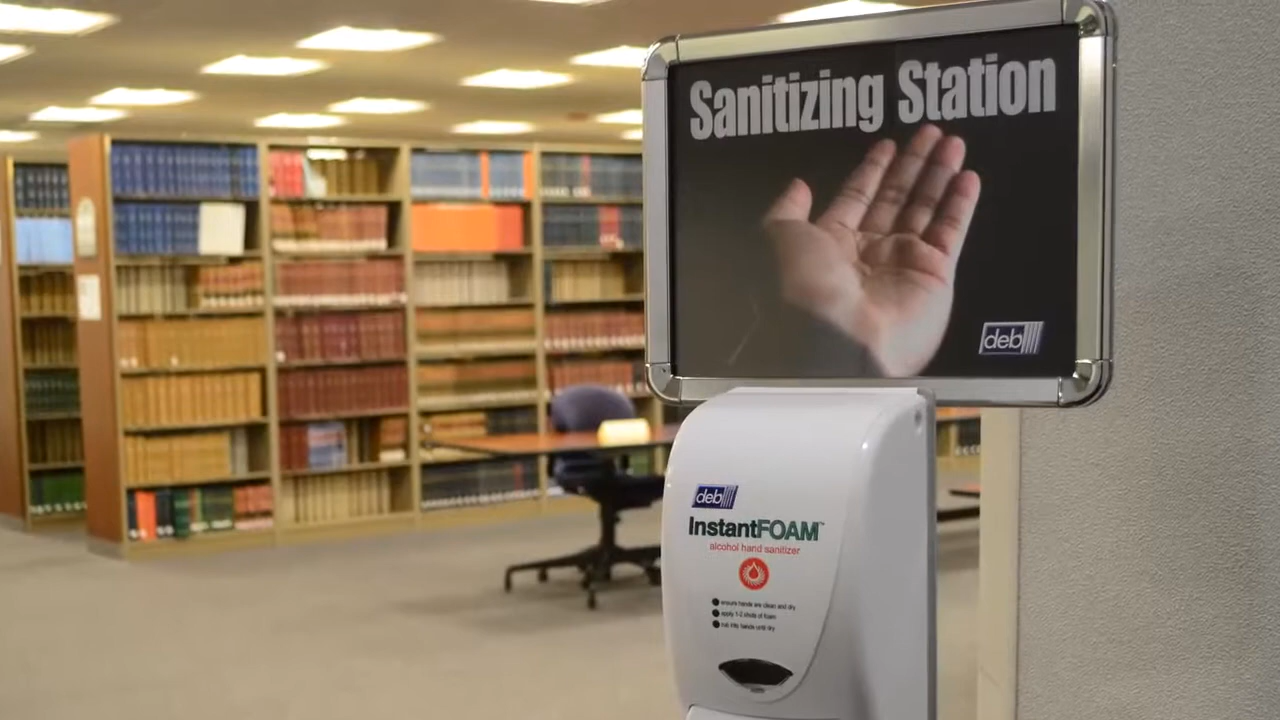 Sanitizing Station
deb
deb
InstantFOAM™
alcohol hand sanitizer
ensure hands are clean and dry
apply 1-2 shots of foam
rub into hands until dry